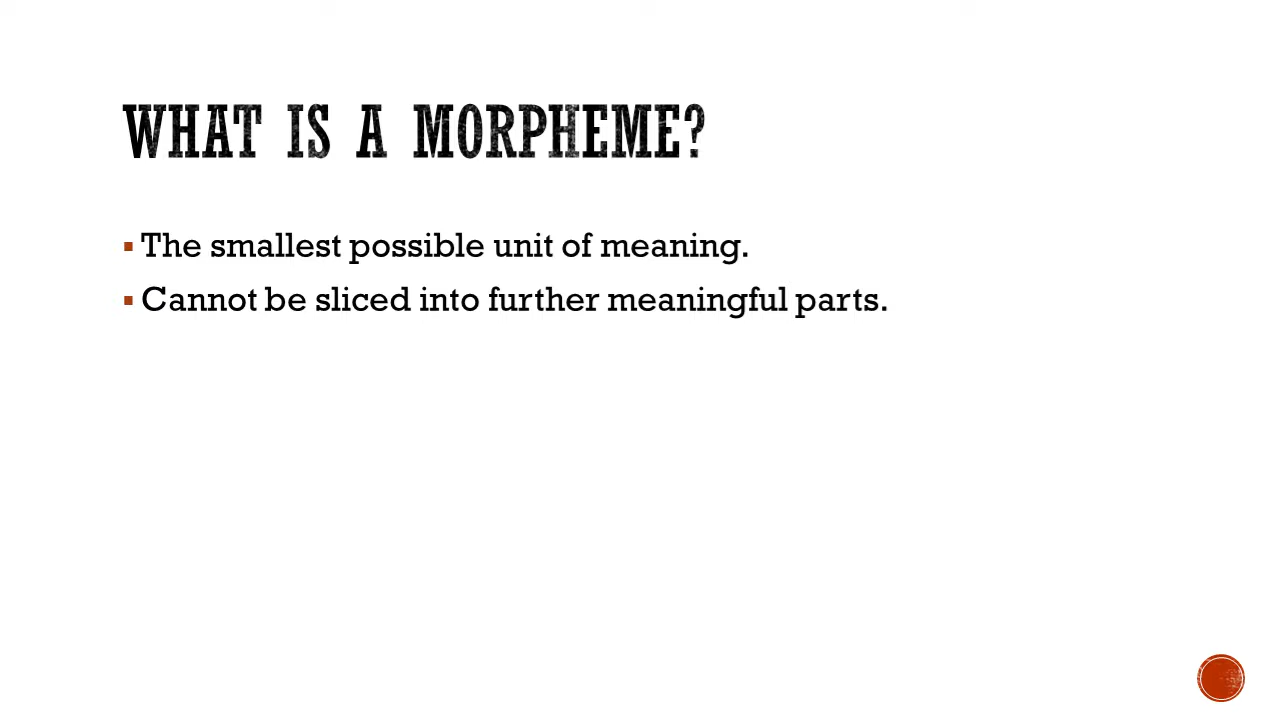 WHAT IS A MORPHEME?
The smallest possible unit of meaning.
Cannot be sliced into further meaningful parts.